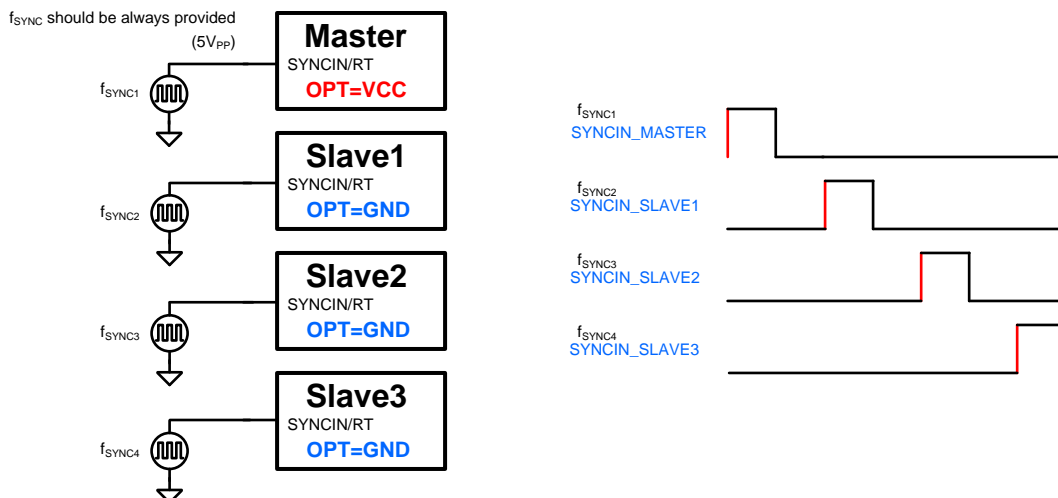 fSYNC should be always provided
(5VPP)
Master
SYNCIN/RT
OPT=VCC
fSYNC1
Slave1
SYNCIN/RT
OPT=GND
fSYNC2
Slave2
SYNCIN/RT
OPT=GND
fSYNC3
Slave3
SYNCIN/RT
OPT=GND
fSYNC4
fSYNC1
SYNCIN_MASTER
fSYNC2
SYNCIN_SLAVE1
fSYNC3
SYNCIN_SLAVE2
fSYNC4
SYNCIN_SLAVE3